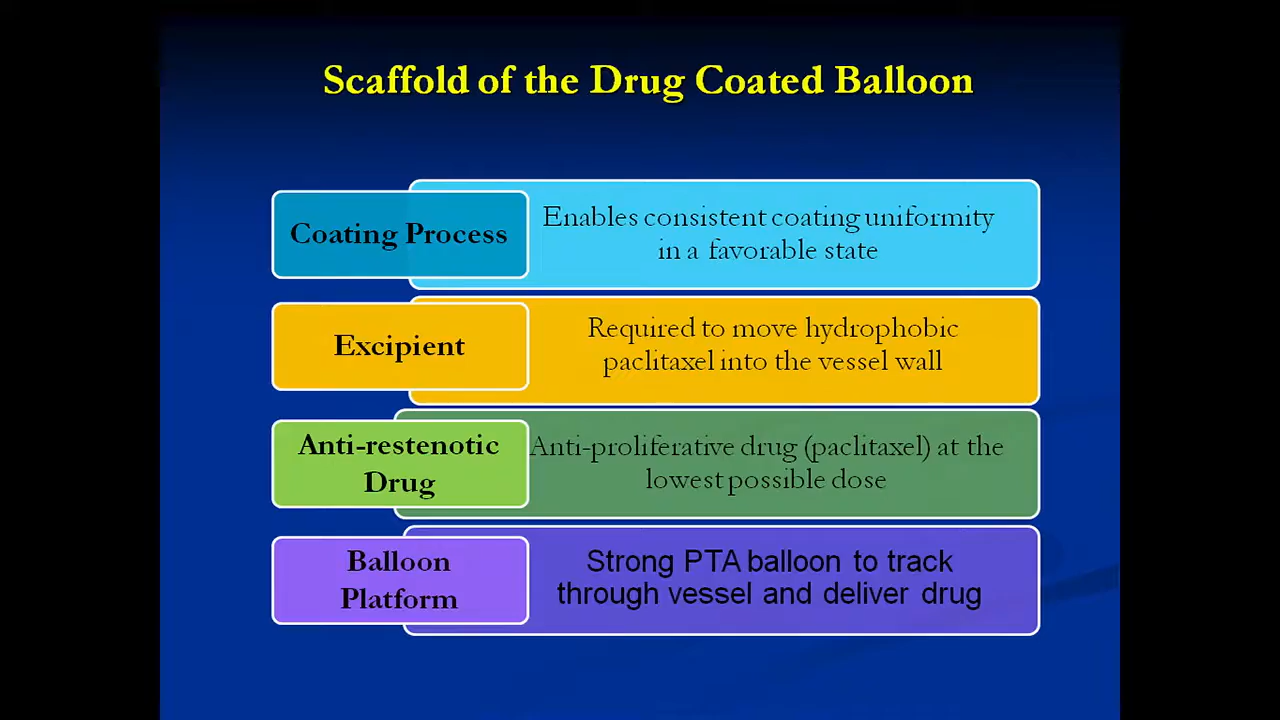 Scaffold of the Drug Coated Balloon
Coating Process
Enables consistent coating uniformity
in a favorable state
Excipient
Required to move hydrophobic
paclitaxel into the vessel wall
Anti-restenotic
Drug
Anti-proliferative drug (paclitaxel) at the
lowest possible dose
Balloon
Platform
Strong PTA balloon to track
through vessel and deliver drug